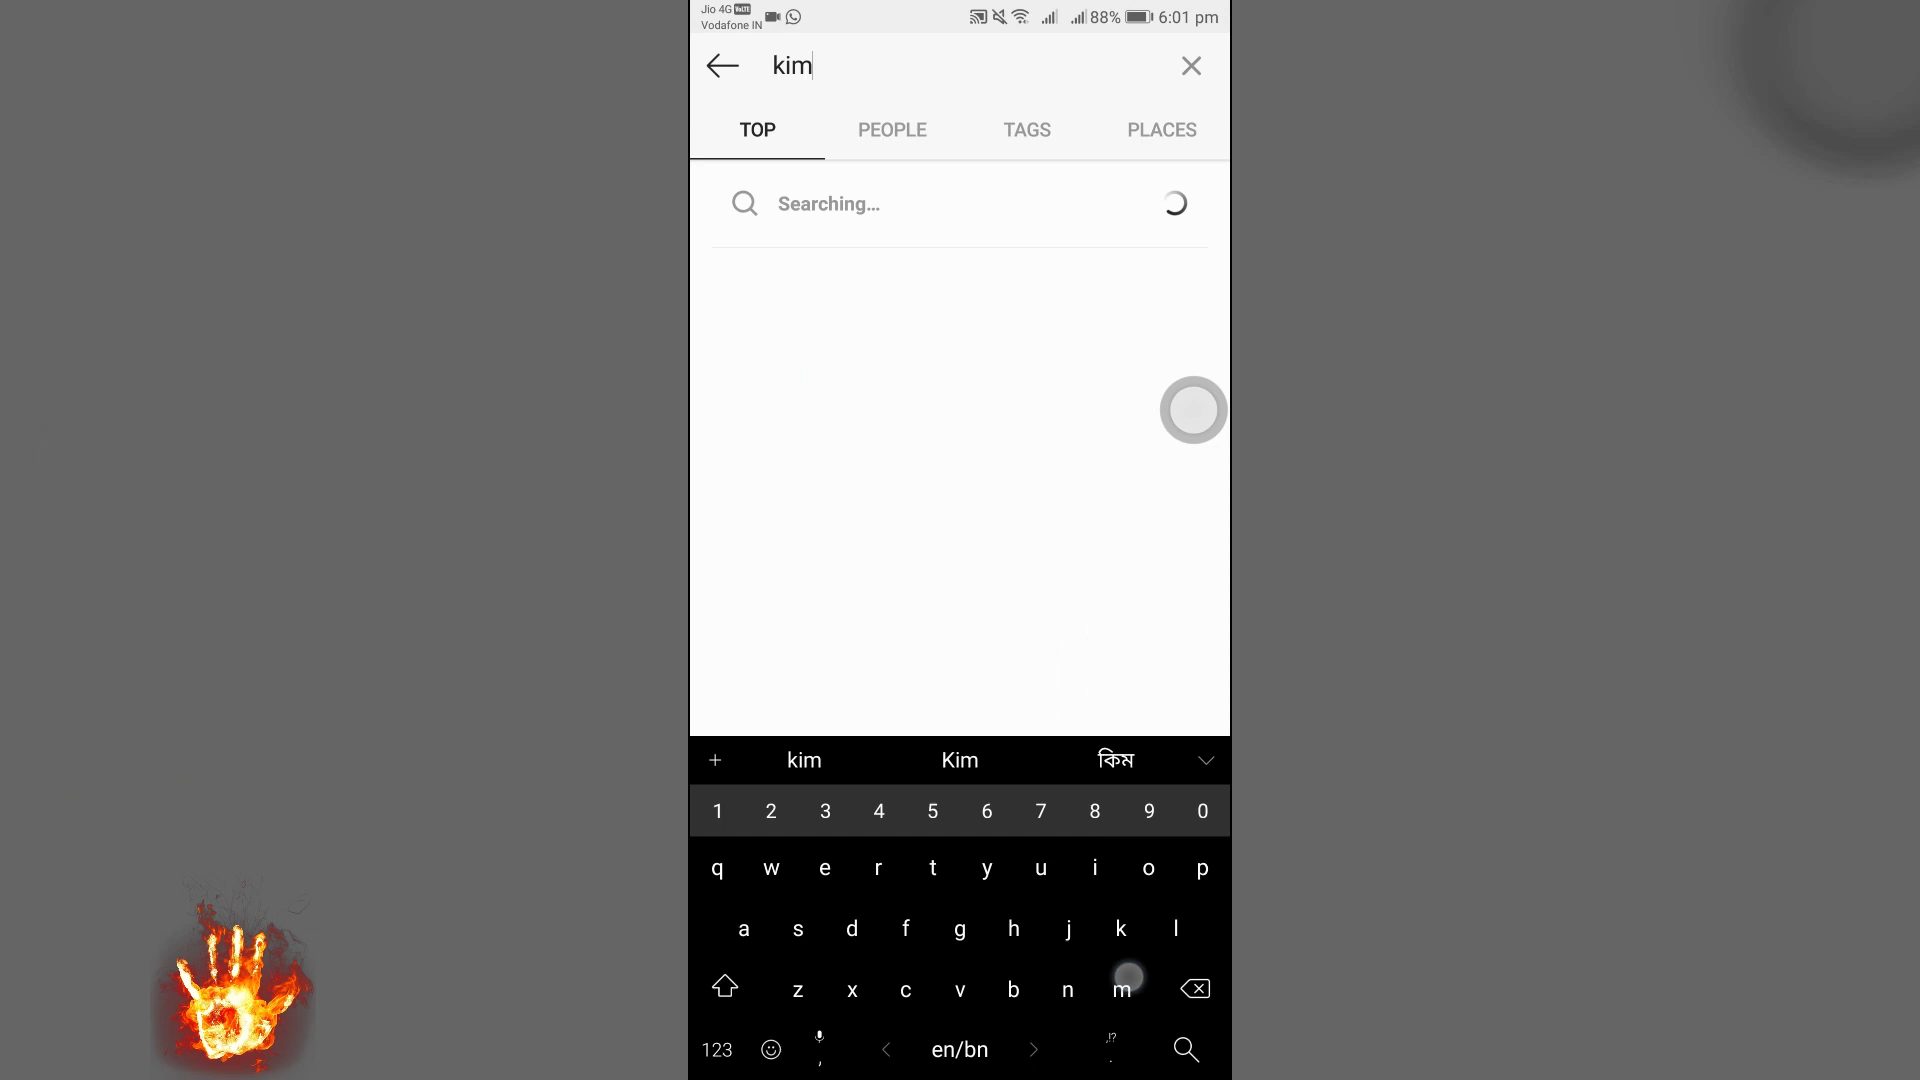 Jio 4G VoLTE
Vodafone IN
88% 6:01 pm
kim
TOP PEOPLE TAGS PLACES
Searching...
+ kim Kim কিম
1 2 3 4 5 6 7 8 9 0
q w e r t y u i o p
a s d f g h j k l
z x c v b n m
,!?
123 , < en/bn > .